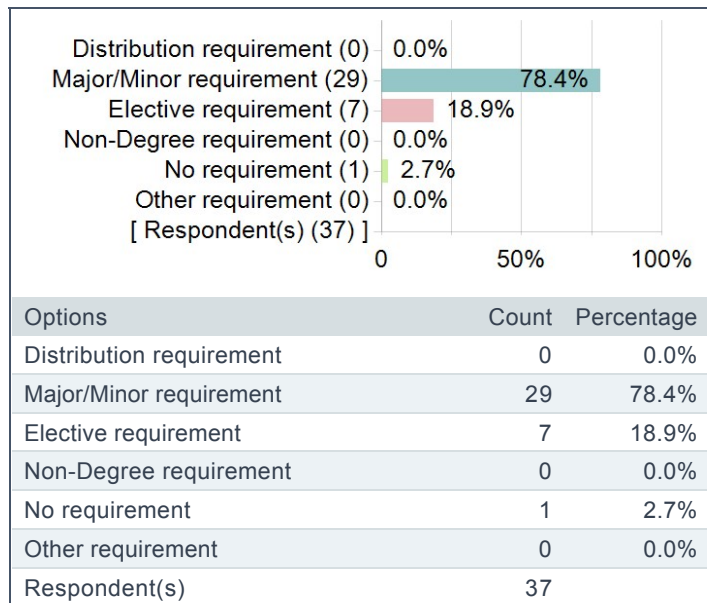 Distribution requirement (0) 0.0%
Major/Minor requirement (29) 78.4%
Elective requirement (7) 18.9%
Non-Degree requirement (0) 0.0%
No requirement (1) 2.7%
Other requirement (0) 0.0%
[ Respondent(s) (37) ]
0 50% 100%
Options Count Percentage
Distribution requirement 0 0.0%
Major/Minor requirement 29 78.4%
Elective requirement 7 18.9%
Non-Degree requirement 0 0.0%
No requirement 1 2.7%
Other requirement 0 0.0%
Respondent(s) 37